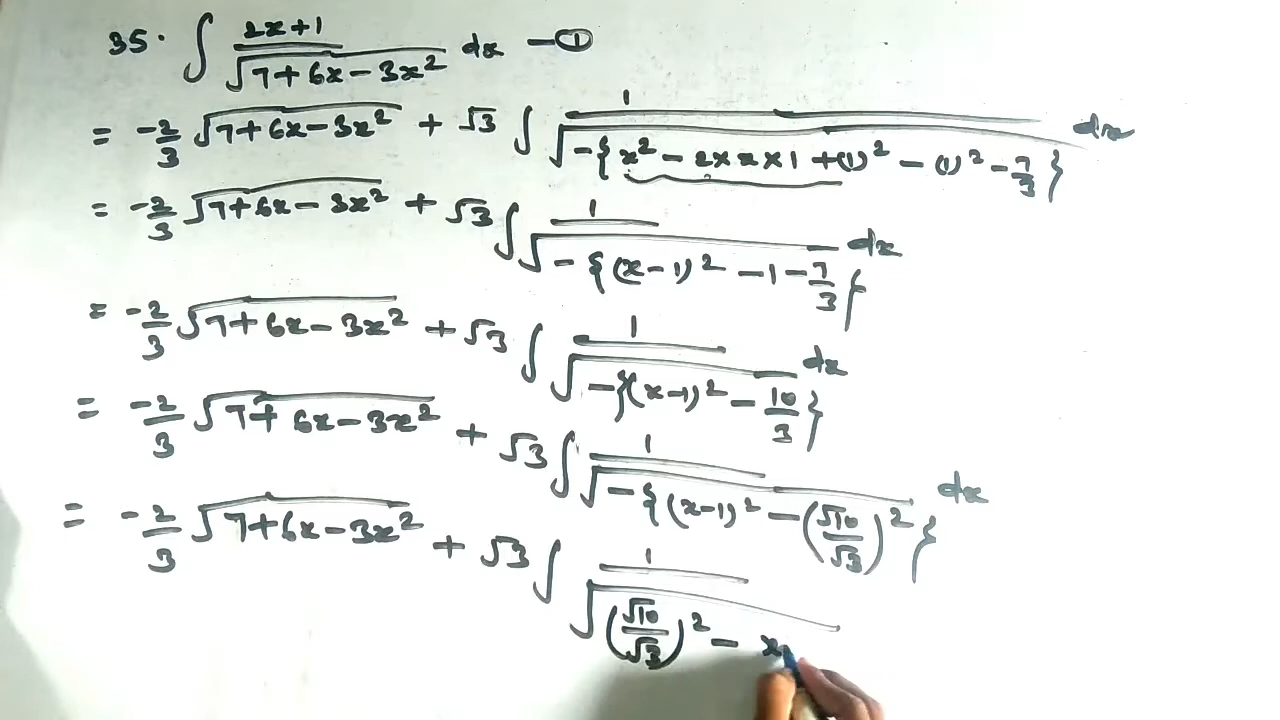 35. ∫ (2x+1)/√(7+6x-3x²) dx -①
= -2/3 √(7+6x-3x²) + √3 ∫ 1/√(-{x² - 2×x×1 + (1)² - (1)² - 7/3}) dx
= -2/3 √(7+6x-3x²) + √3 ∫ 1/√(-{(x-1)² - 1 - 7/3}) dx
= -2/3 √(7+6x-3x²) + √3 ∫ 1/√(-{(x-1)² - 10/3}) dx
= -2/3 √(7+6x-3x²) + √3 ∫ 1/√(-{(x-1)² - (√10/√3)²}) dx
= -2/3 √(7+6x-3x²) + √3 ∫ 1/√((√10/√3)² - x